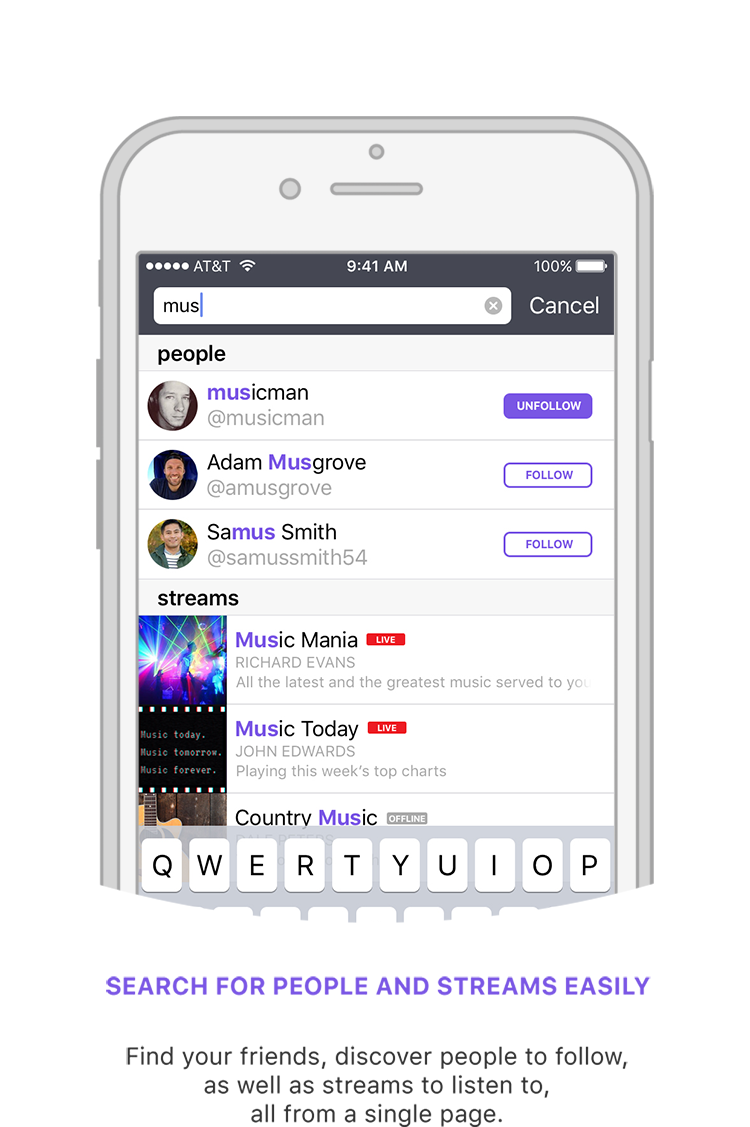 AT&T 9:41 AM 100%
mus Cancel
people
musicman
@musicman
UNFOLLOW
Adam Musgrove
@amusgrove
FOLLOW
Samus Smith
@samussmith54
FOLLOW
streams
Music Mania LIVE
RICHARD EVANS
All the latest and the greatest music served to you
Music today.
Music tomorrow.
Music forever.
Music Today LIVE
JOHN EDWARDS
Playing this week’s top charts
Country Music OFFLINE
Q W E R T Y U I O P
SEARCH FOR PEOPLE AND STREAMS EASILY
Find your friends, discover people to follow,
as well as streams to listen to,
all from a single page.